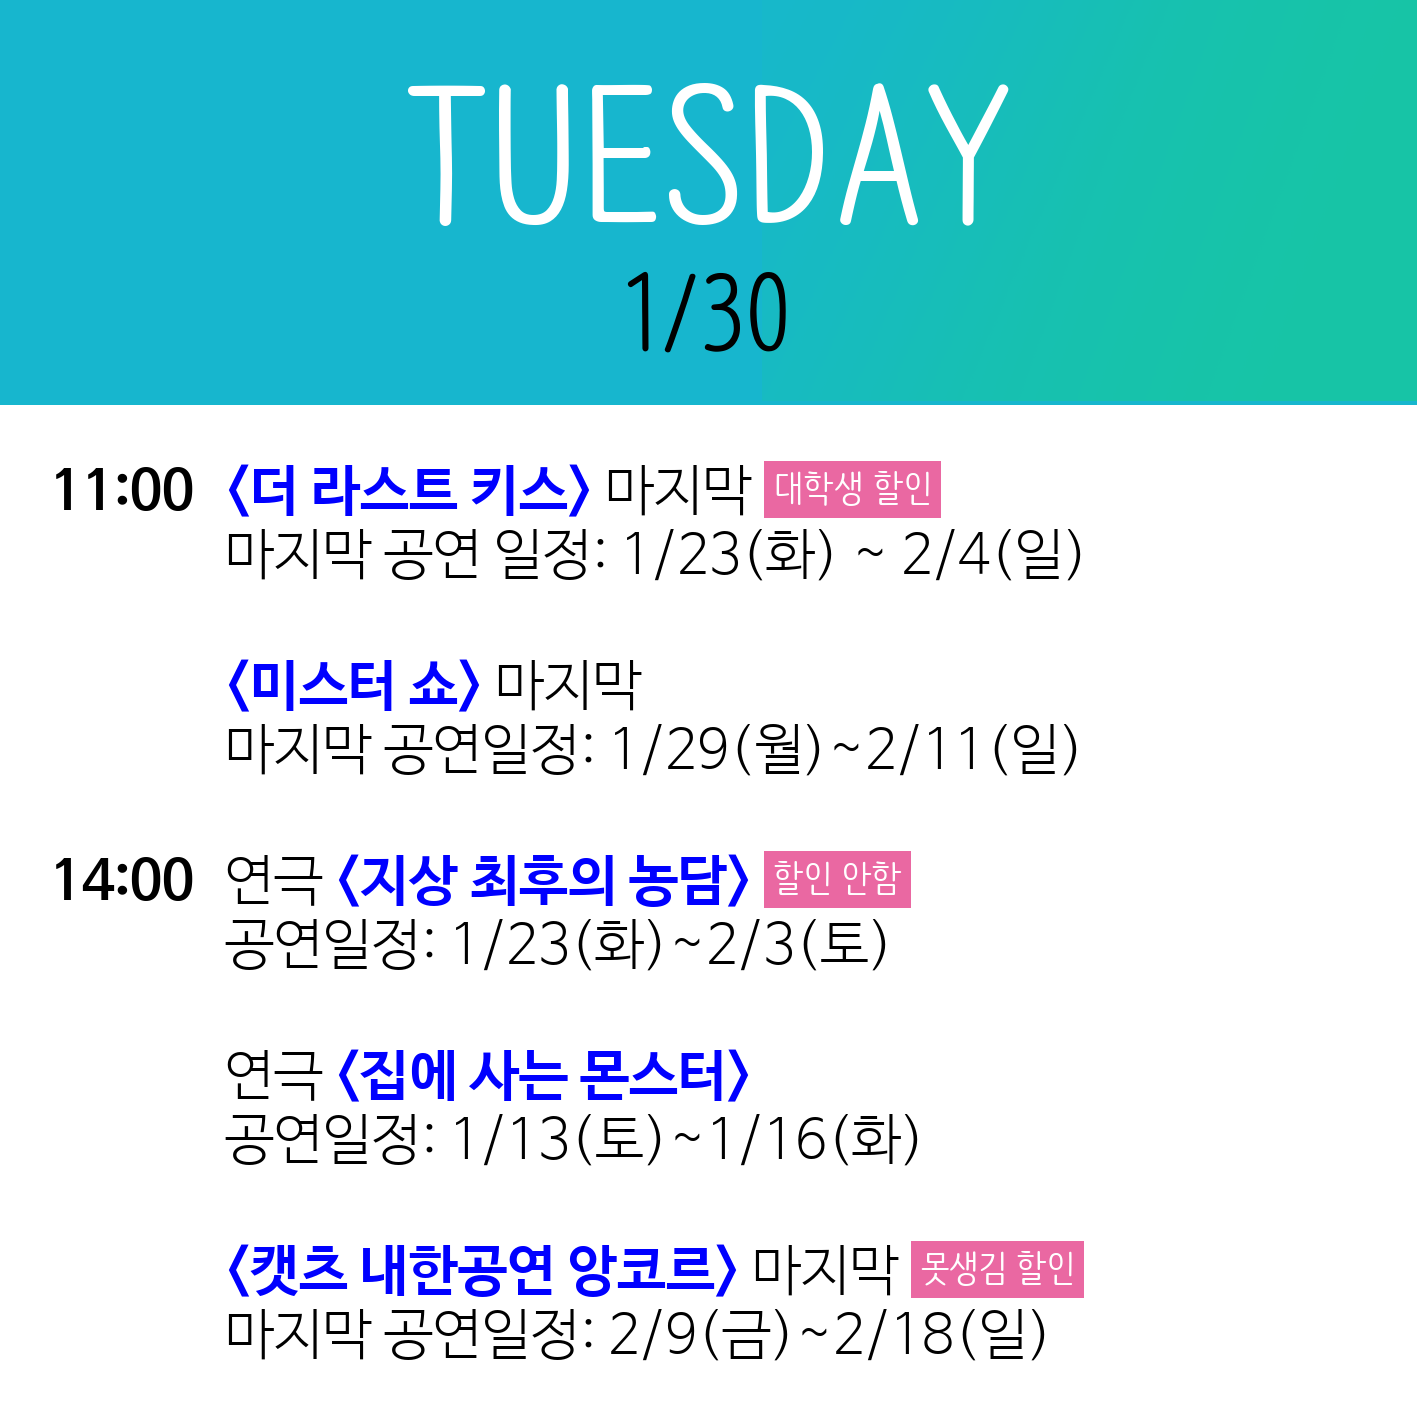 TUESDAY
1/30
11:00 <더 라스트 키스> 마지막 대학생 할인
마지막 공연 일정: 1/23(화) ~ 2/4(일)
<미스터 쇼> 마지막
마지막 공연일정: 1/29(월)~2/11(일)
14:00 연극 <지상 최후의 농담> 할인 안함
공연일정: 1/23(화)~2/3(토)
연극 <집에 사는 몬스터>
공연일정: 1/13(토)~1/16(화)
<캣츠 내한공연 앙코르> 마지막 못생김 할인
마지막 공연일정: 2/9(금)~2/18(일)